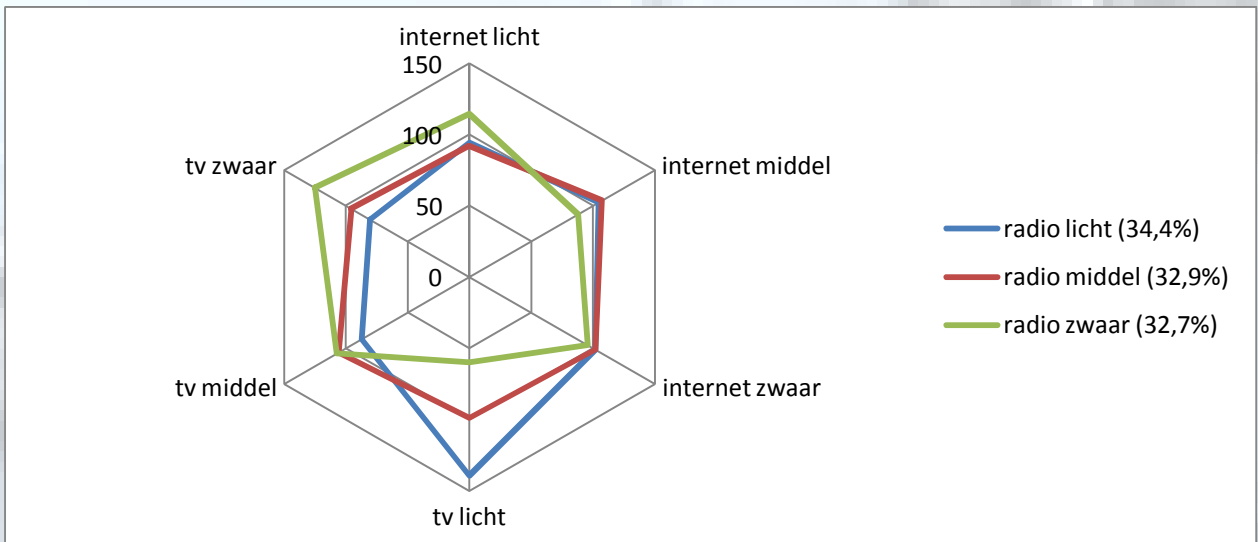 internet licht
150
100
50
0
internet middel
internet zwaar
tv licht
tv middel
tv zwaar
radio licht (34,4%)
radio middel (32,9%)
radio zwaar (32,7%)